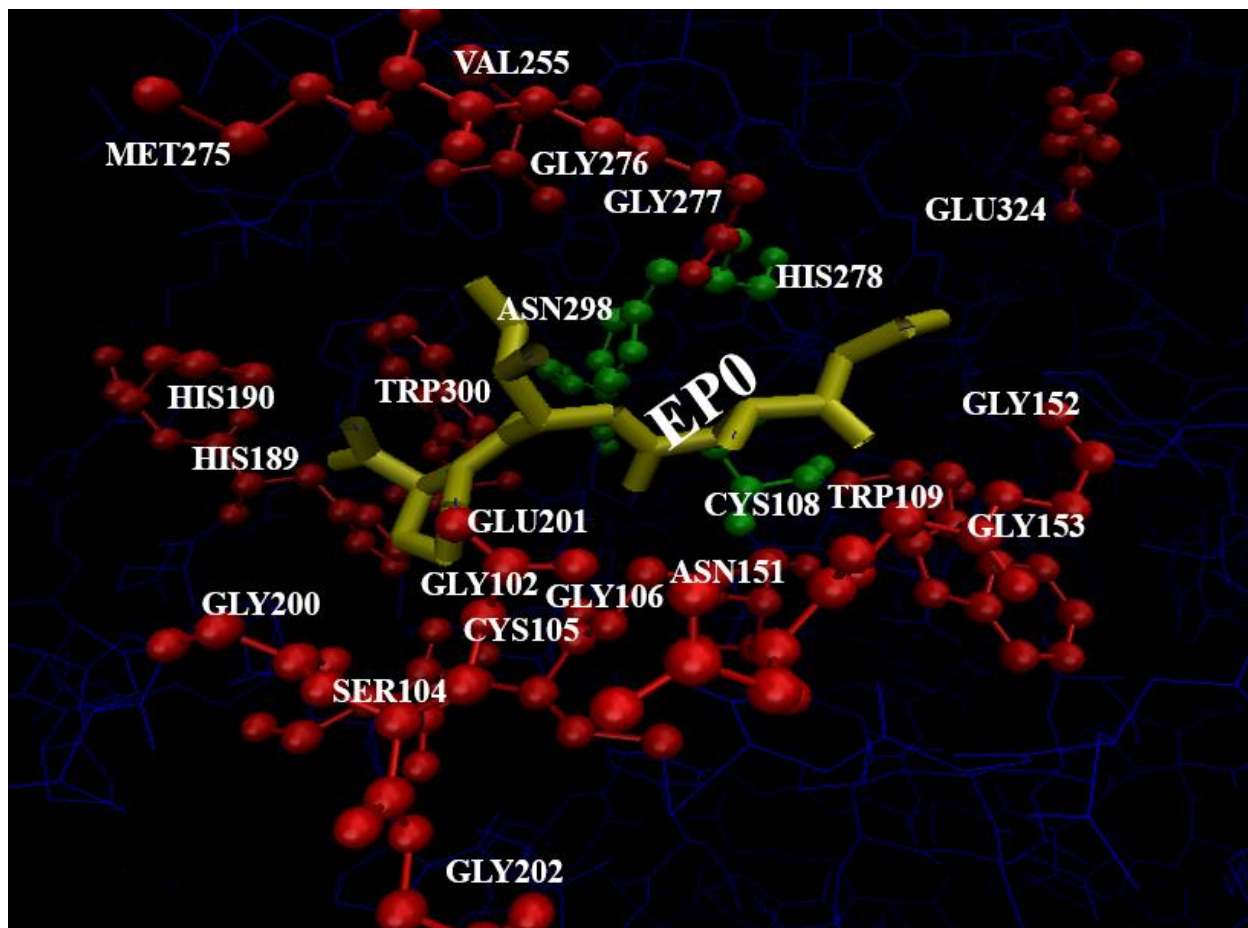 VAL255
MET275
GLY276
GLY277
GLU324
HIS278
ASN298
EP0
TRP300
HIS190
GLY152
HIS189
CYS108
TRP109
GLU201
GLY153
GLY102
ASN151
GLY106
GLY200
CYS105
SER104
GLY202